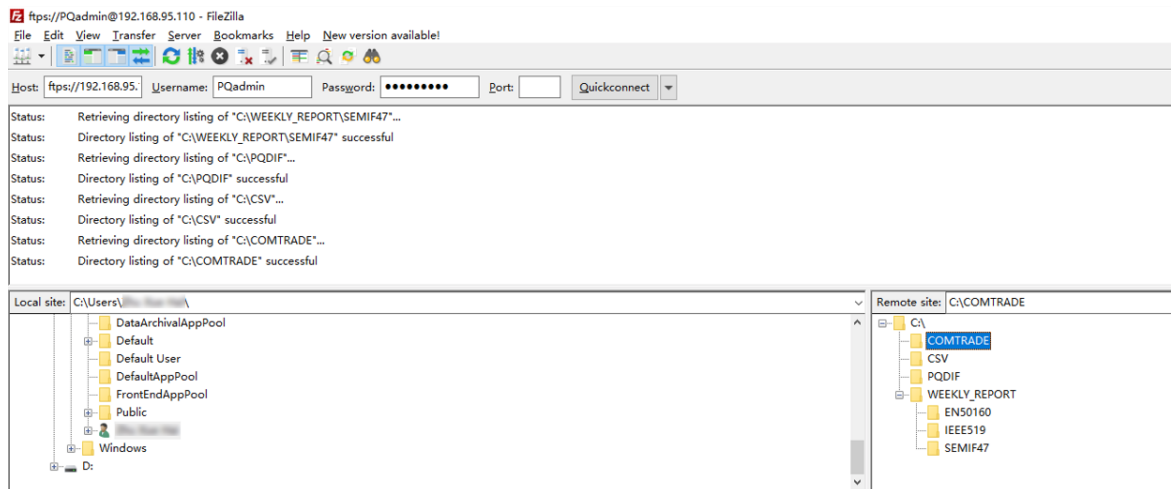 ftps://PQadmin@192.168.95.110 - FileZilla
File Edit View Transfer Server Bookmarks Help New version available!
Host: ftps://192.168.95. Username: PQadmin Password: ●●●●●●●●● Port: Quickconnect
Status: Retrieving directory listing of "C:\WEEKLY_REPORT\SEMIF47"...
Status: Directory listing of "C:\WEEKLY_REPORT\SEMIF47" successful
Status: Retrieving directory listing of "C:\PQDIF"...
Status: Directory listing of "C:\PQDIF" successful
Status: Retrieving directory listing of "C:\CSV"...
Status: Directory listing of "C:\CSV" successful
Status: Retrieving directory listing of "C:\COMTRADE"...
Status: Directory listing of "C:\COMTRADE" successful
Local site: C:\Users\ \
DataArchivalAppPool
Default
Default User
DefaultAppPool
FrontEndAppPool
Public
Windows
D:
Remote site: C:\COMTRADE
C:\
COMTRADE
CSV
PQDIF
WEEKLY_REPORT
EN50160
IEEE519
SEMIF47